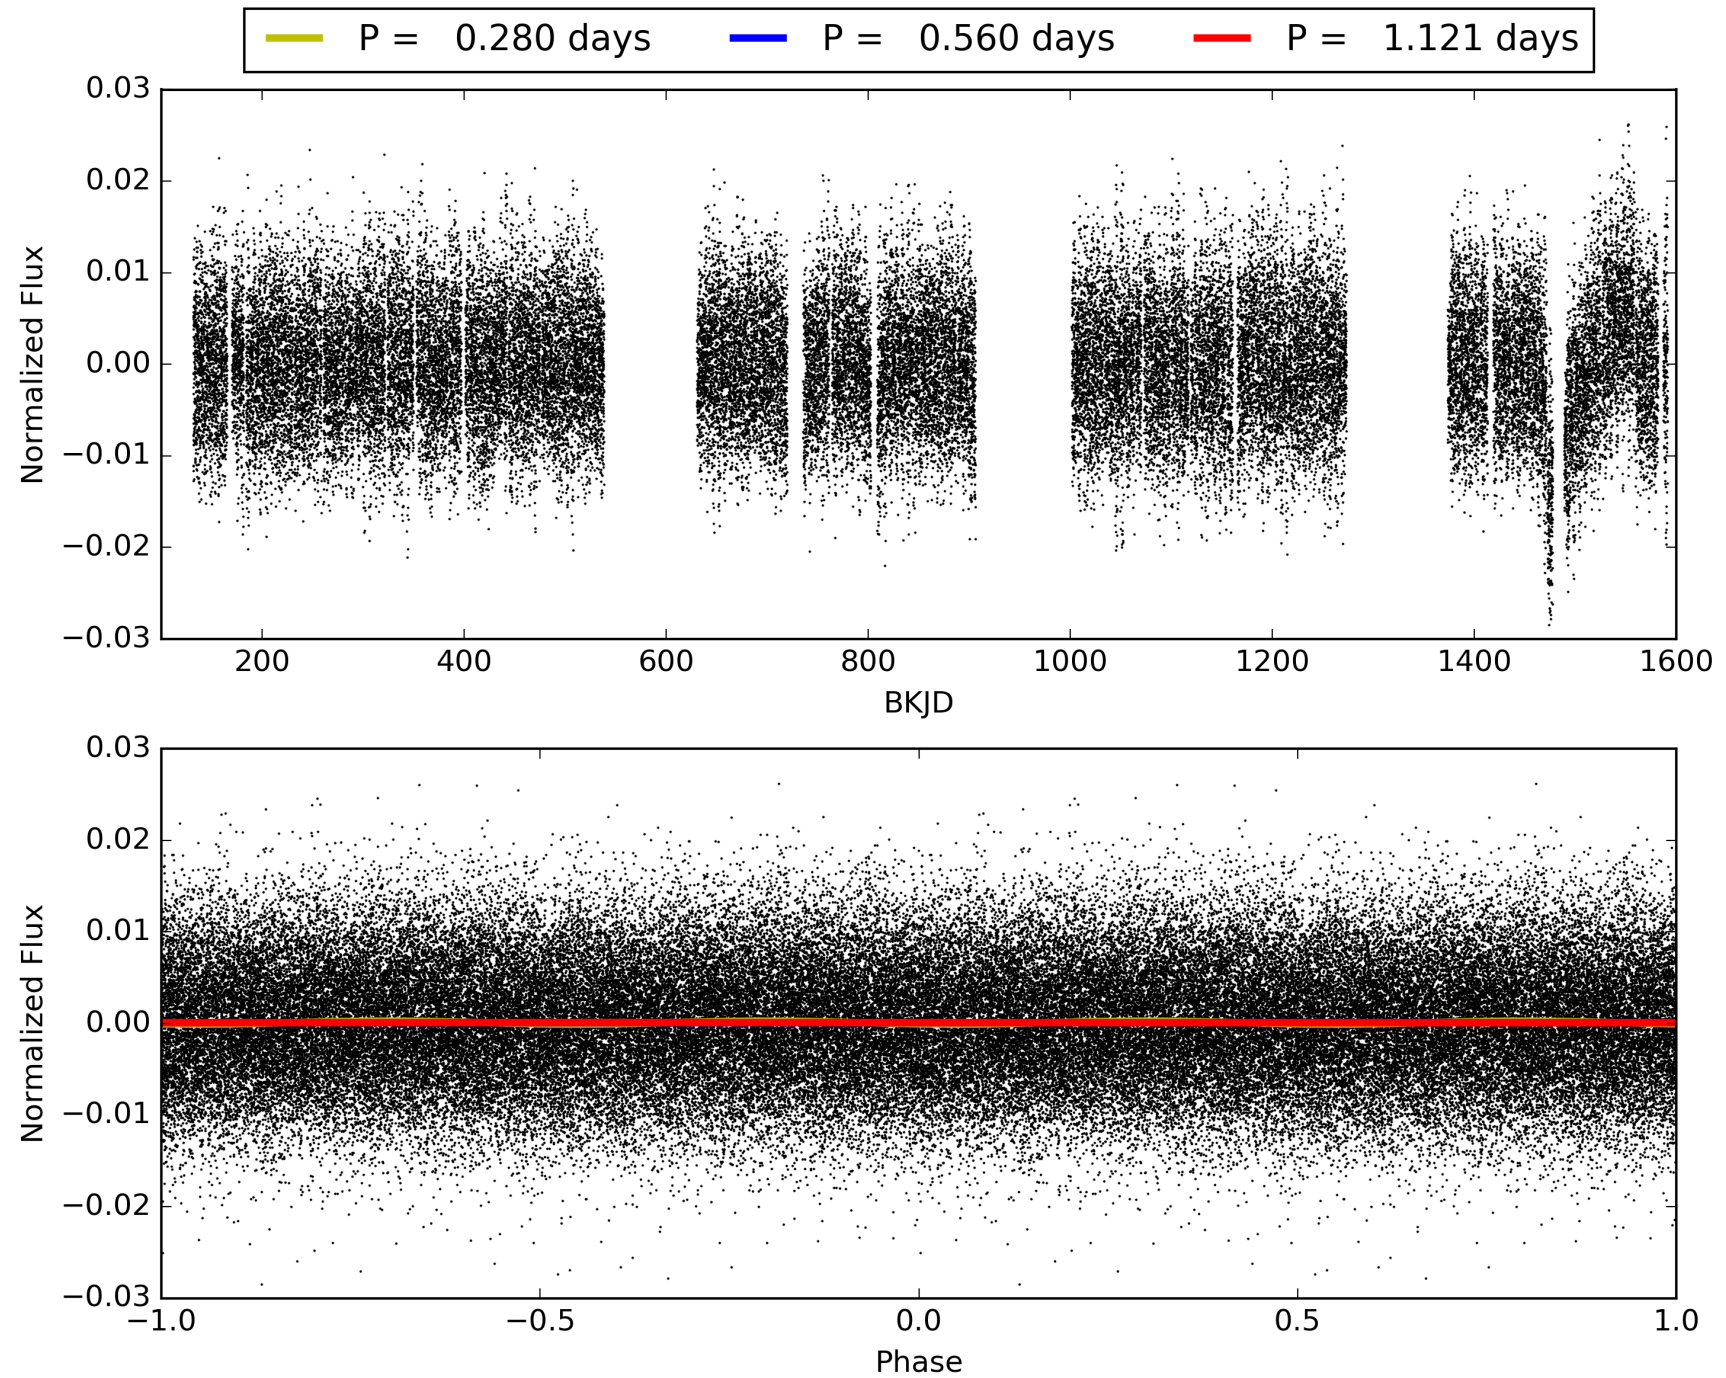 P = 0.280 days P = 0.560 days P = 1.121 days
0.03
0.02
0.01
0.00
−0.01
−0.02
−0.03
Normalized Flux
200 400 600 800 1000 1200 1400 1600
BKJD
0.03
0.02
0.01
0.00
−0.01
−0.02
−0.03
Normalized Flux
−1.0 −0.5 0.0 0.5 1.0
Phase